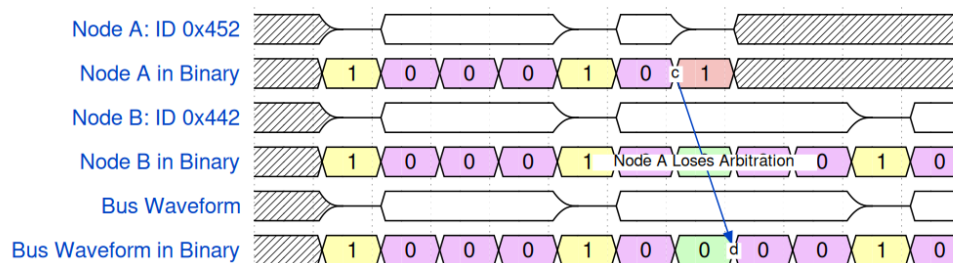 Node A: ID 0x452
Node A in Binary 1 0 0 0 1 0 c 1
Node B: ID 0x442
Node B in Binary 1 0 0 0 1 Node A Loses Arbitration 0 1 0
Bus Waveform
Bus Waveform in Binary 1 0 0 0 1 0 0 d 0 0 1 0